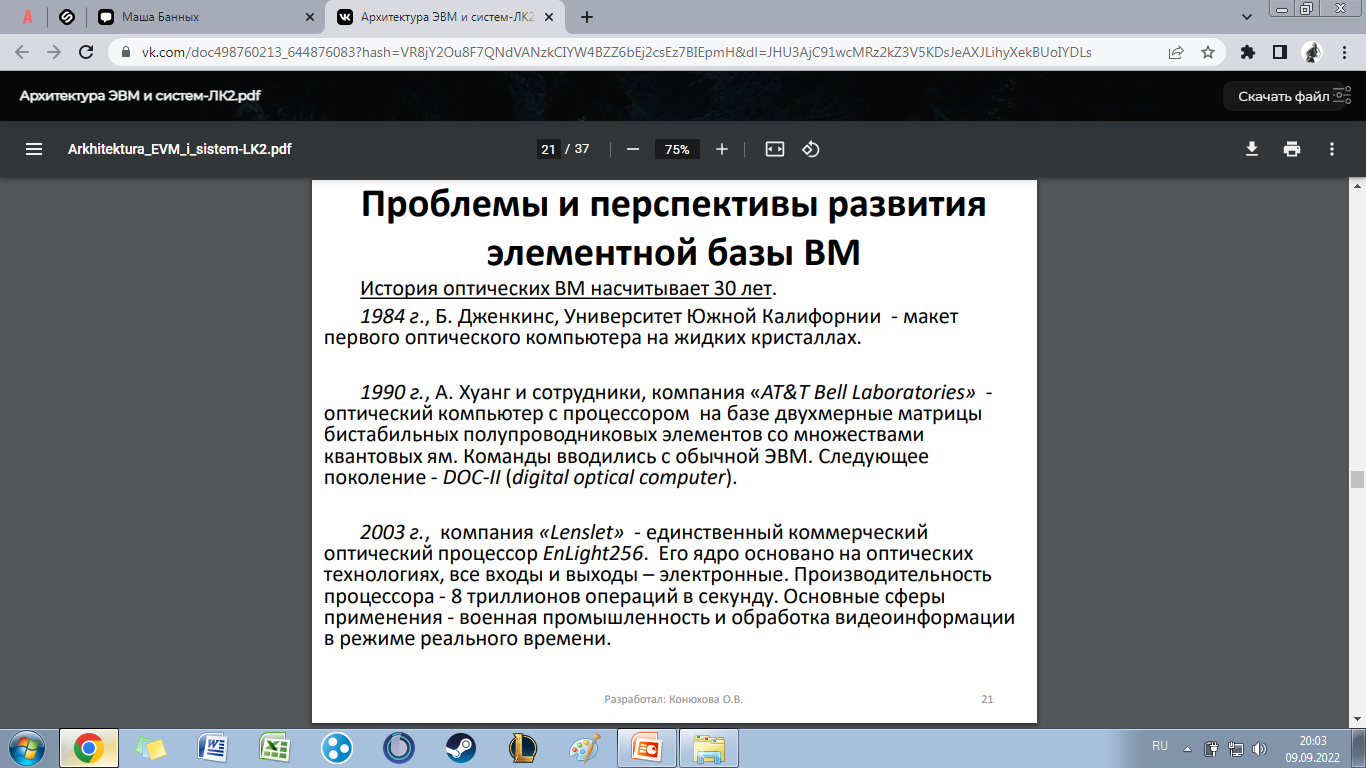 Маша Банных
Архитектура ЭВМ и систем-ЛК2
vk.com/doc498760213_644876083?hash=VR8jY2Ou8F7QNdVANzkCIYW4BZZ6bEj2csEz7BIEpmH&dl=JHU3AjC91wcMRz2kZ3V5KDsJeAXJLihyXekBUoIYDLs
Архитектура ЭВМ и систем-ЛК2.pdf
Скачать файл
Arkhitektura_EVM_i_sistem-LK2.pdf
21 / 37
75%
Проблемы и перспективы развития
элементной базы ВМ
История оптических ВМ насчитывает 30 лет.
1984 г., Б. Дженкинс, Университет Южной Калифорнии - макет
первого оптического компьютера на жидких кристаллах.
1990 г., А. Хуанг и сотрудники, компания «AT&T Bell Laboratories» -
оптический компьютер с процессором на базе двухмерные матрицы
бистабильных полупроводниковых элементов со множествами
квантовых ям. Команды вводились с обычной ЭВМ. Следующее
поколение - DOC-II (digital optical computer).
2003 г., компания «Lenslet» - единственный коммерческий
оптический процессор EnLight256. Его ядро основано на оптических
технологиях, все входы и выходы – электронные. Производительность
процессора - 8 триллионов операций в секунду. Основные сферы
применения - военная промышленность и обработка видеоинформации
в режиме реального времени.
Разработал: Конюхова О.В.
21
RU
20:03
09.09.2022